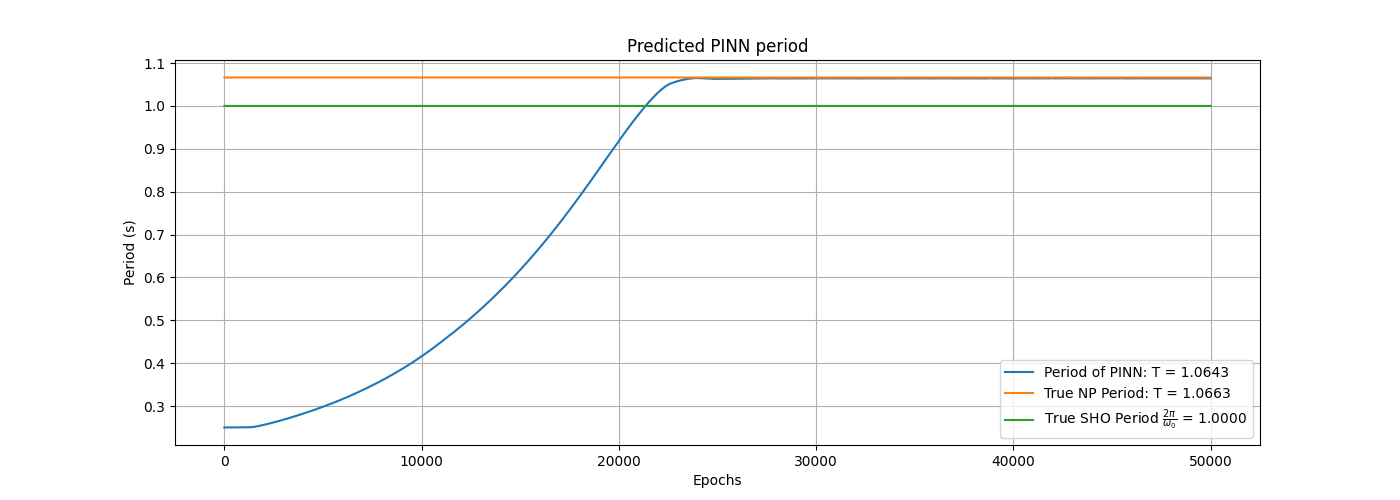 Predicted PINN period
Period (s)
1.1
1.0
0.9
0.8
0.7
0.6
0.5
0.4
0.3
Period of PINN: T = 1.0643
True NP Period: T = 1.0663
True SHO Period 2π/ω₀ = 1.0000
0 10000 20000 30000 40000 50000
Epochs